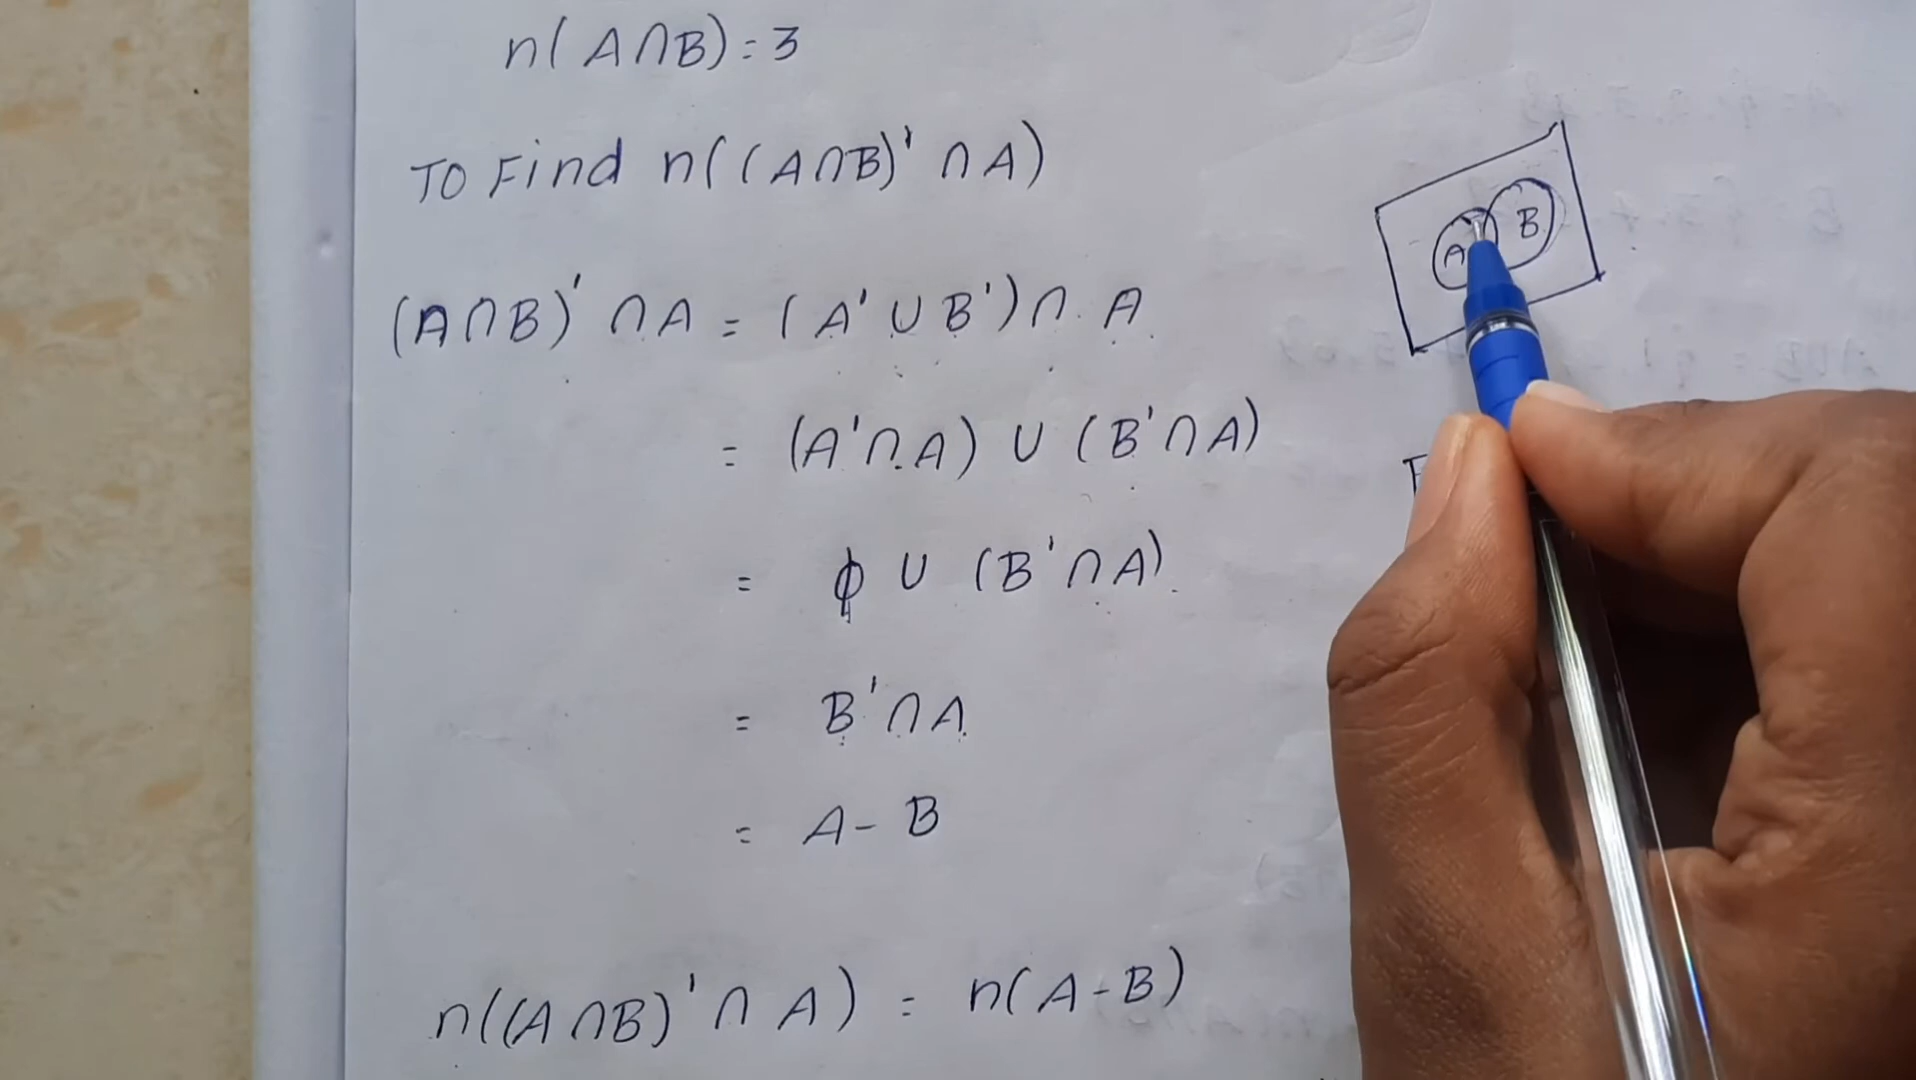 n(A∩B)=3
To Find n((A∩B)'∩A)
(A∩B)'∩A = (A'∪B')∩A
= (A'∩A) ∪ (B'∩A)
= ϕ ∪ (B'∩A)
= B'∩A
= A-B
n((A∩B)'∩A) = n(A-B)
A
B